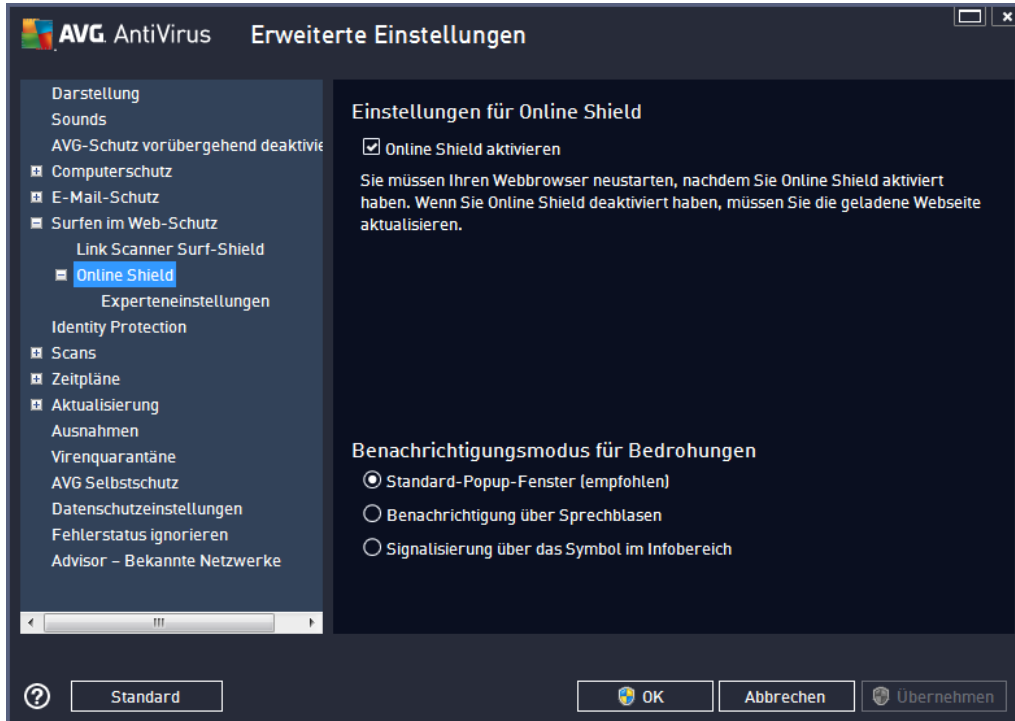 AVG AntiVirus Erweiterte Einstellungen
Darstellung
Sounds
AVG-Schutz vorübergehend deaktivie
Computerschutz
E-Mail-Schutz
Surfen im Web-Schutz
Link Scanner Surf-Shield
Online Shield
Experteneinstellungen
Identity Protection
Scans
Zeitpläne
Aktualisierung
Ausnahmen
Virenquarantäne
AVG Selbstschutz
Datenschutzeinstellungen
Fehlerstatus ignorieren
Advisor – Bekannte Netzwerke
Einstellungen für Online Shield
Online Shield aktivieren
Sie müssen Ihren Webbrowser neustarten, nachdem Sie Online Shield aktiviert
haben. Wenn Sie Online Shield deaktiviert haben, müssen Sie die geladene Webseite
aktualisieren.
Benachrichtigungsmodus für Bedrohungen
Standard-Popup-Fenster (empfohlen)
Benachrichtigung über Sprechblasen
Signalisierung über das Symbol im Infobereich
? Standard OK Abbrechen Übernehmen